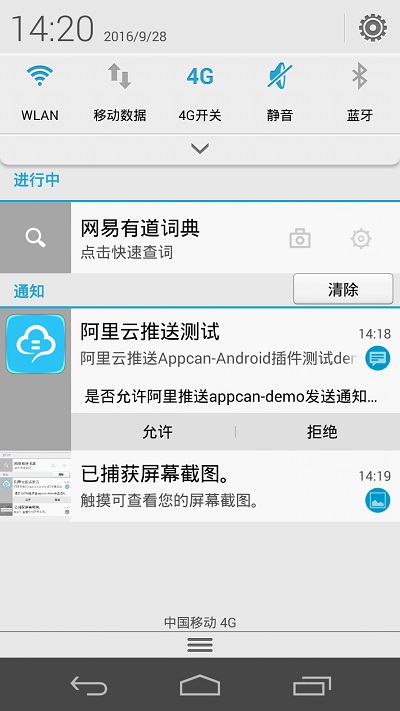 14:20 2016/9/28
4G
WLAN 移动数据 4G开关 静音 蓝牙
进行中
网易有道词典
点击快速查词
通知 清除
阿里云推送测试 14:18
阿里云推送Appcan-Android插件测试der
是否允许阿里推送appcan-demo发送通知...
允许 拒绝
已捕获屏幕截图。 14:19
触摸可查看您的屏幕截图。
中国移动 4G